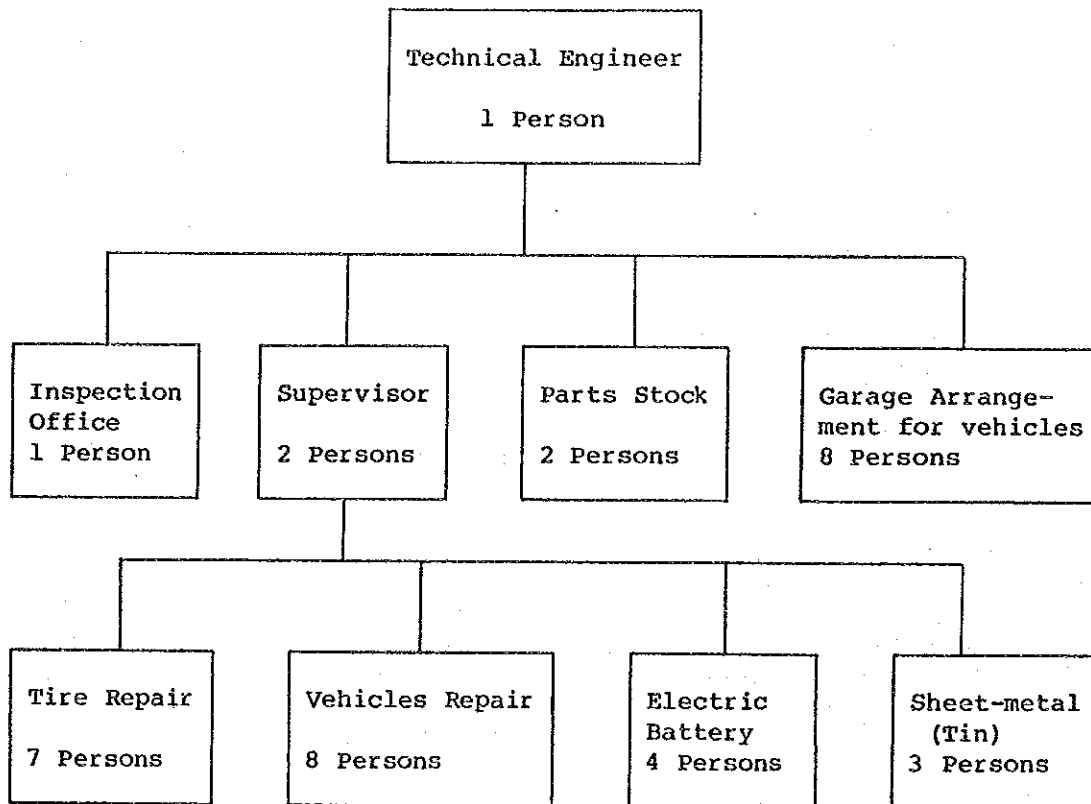 Technical Engineer
1 Person
Inspection
Office
1 Person
Supervisor
2 Persons
Parts Stock
2 Persons
Garage Arrange-
ment for vehicles
8 Persons
Tire Repair
7 Persons
Vehicles Repair
8 Persons
Electric
Battery
4 Persons
Sheet-metal
(Tin)
3 Persons